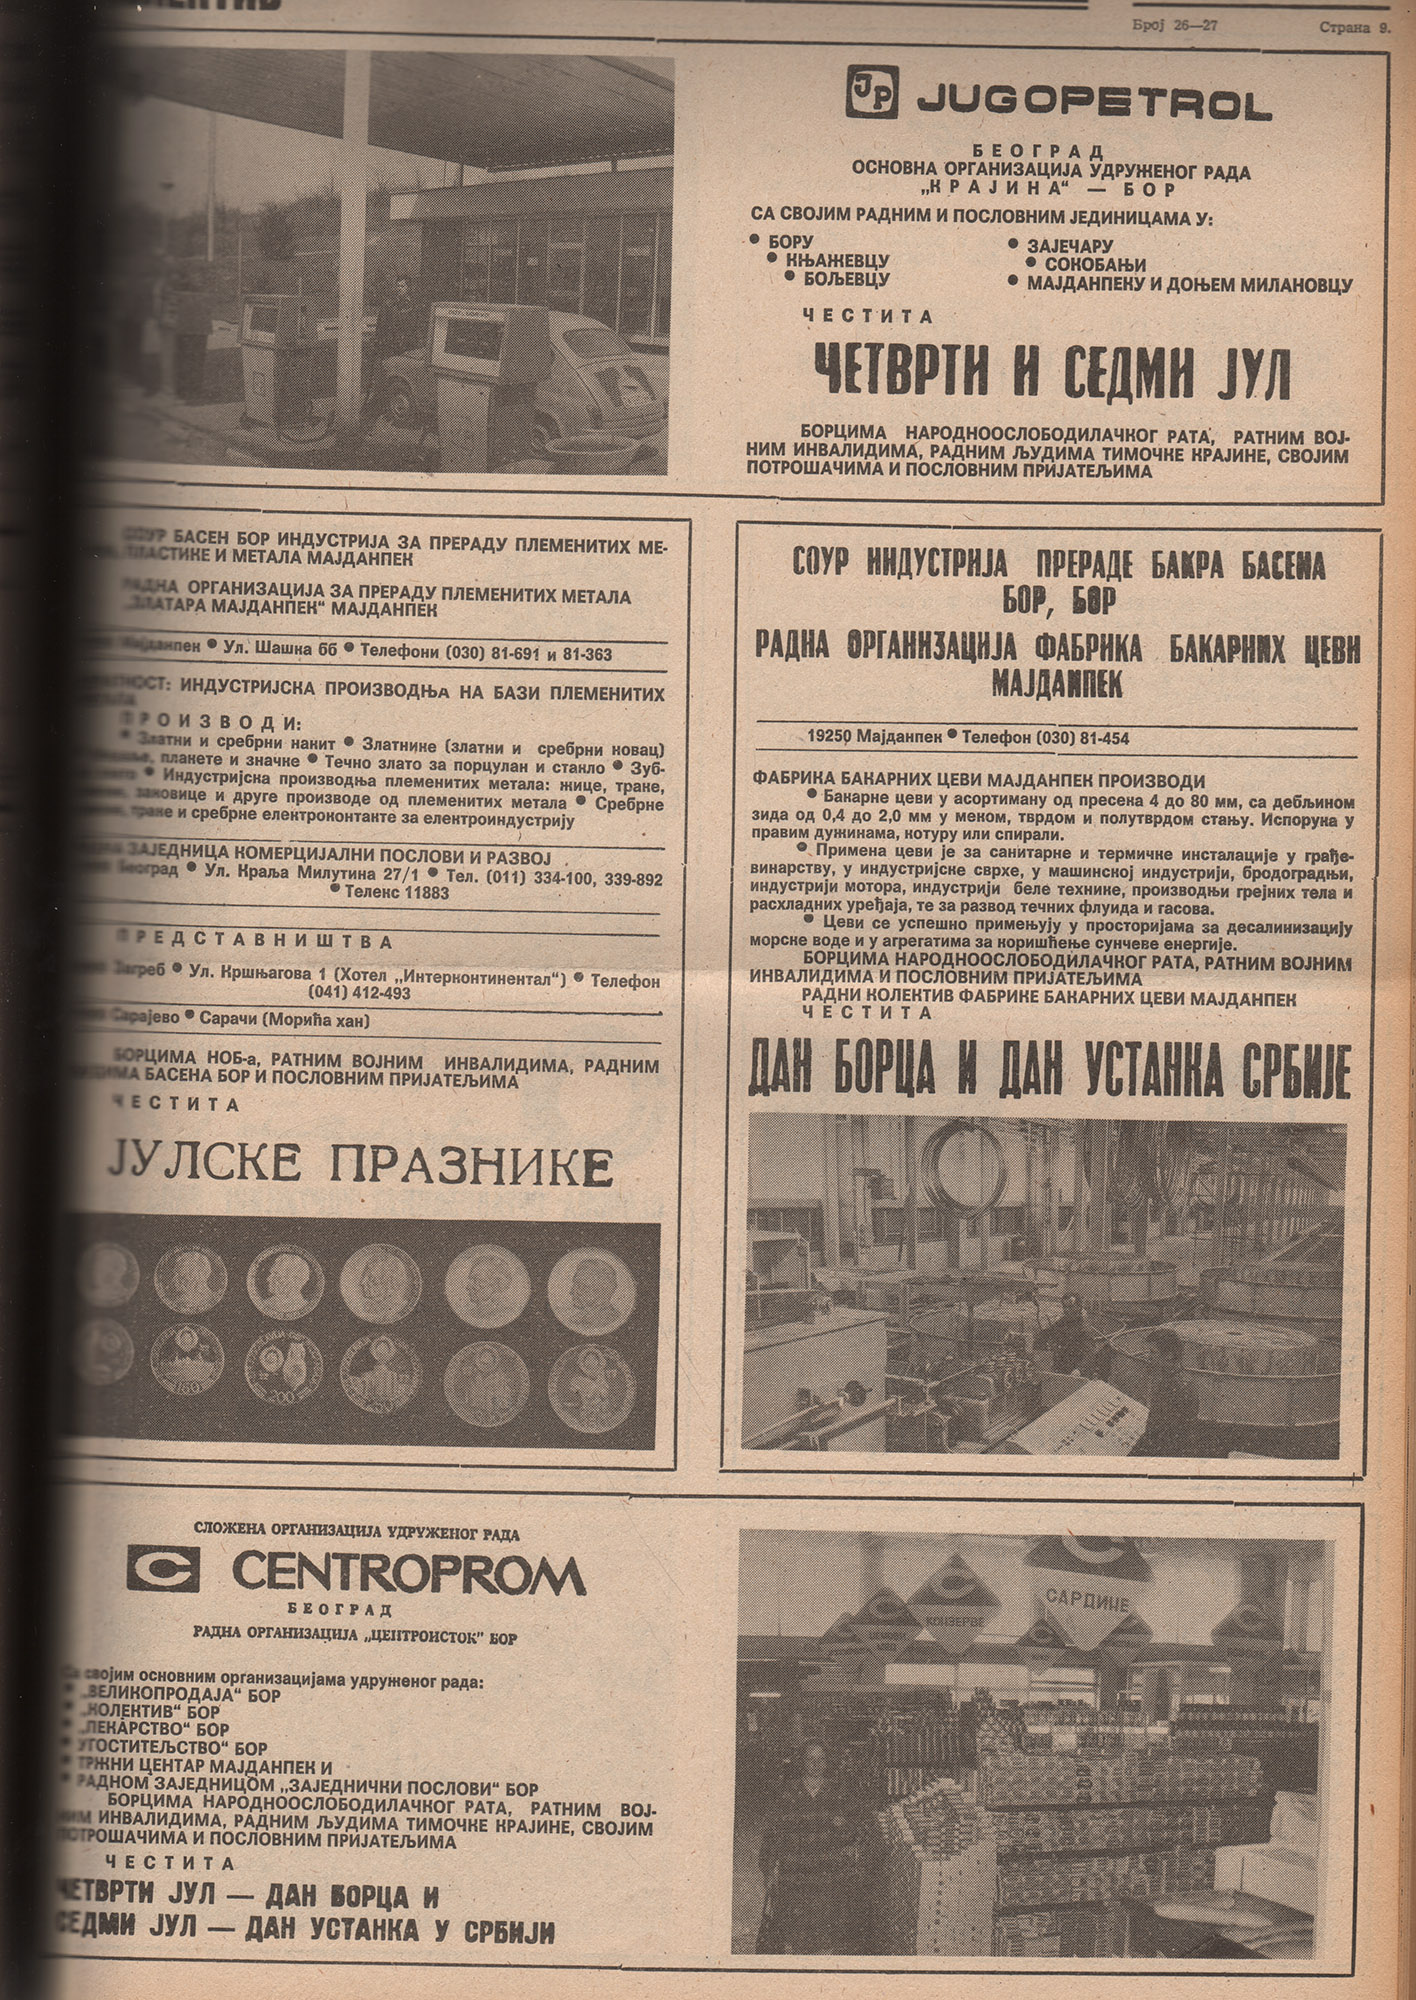 Број 26—27
Страна 9.
JP JUGOPETROL
БЕОГРАД
ОСНОВНА ОРГАНИЗАЦИЈА УДРУЖЕНОГ РАДА
„КРАЈИНА“ — БОР
СА СВОЈИМ РАДНИМ И ПОСЛОВНИМ ЈЕДИНИЦАМА У:
● БОРУ
● КЊАЖЕВЦУ
● БОЉЕВЦУ
● ЗАЈЕЧАРУ
● СОКОБАЊИ
● МАЈДАНПЕКУ И ДОЊЕМ МИЛАНОВЦУ
ЧЕСТИТА
ЧЕТВРТИ И СЕДМИ ЈУЛ
БОРЦИМА НАРОДНООСЛОБОДИЛАЧКОГ РАТА, РАТНИМ ВОЈ-
НИМ ИНВАЛИДИМА, РАДНИМ ЉУДИМА ТИМОЧКЕ КРАЈИНЕ, СВОЈИМ
ПОТРОШАЧИМА И ПОСЛОВНИМ ПРИЈАТЕЉИМА
СОУР БАСЕН БОР ИНДУСТРИЈА ЗА ПРЕРАДУ ПЛЕМЕНИТИХ МЕ-
ПЛАСТИКЕ И МЕТАЛА МАЈДАНПЕК
РАДНА ОРГАНИЗАЦИЈА ЗА ПРЕРАДУ ПЛЕМЕНИТИХ МЕТАЛА
„ЗЛАТАРА МАЈДАНПЕК“ МАЈДАНПЕК
Мајданпек ● Ул. Шашка бб ● Телефони (030) 81-691 и 81-363
ИНДУСТРИЈСКА ПРОИЗВОДЊА НА БАЗИ ПЛЕМЕНИТИХ
ПРОИЗВОДИ:
● Златни и сребрни накит ● Златнике (златни и сребрни новац)
плакете и значке ● Течно злато за порцулан и стакло ● Зуб-
● Индустријска производња племенитих метала: жице, траке,
заковице и друге производе од племенитих метала ● Сребрне
траке и сребрне електроконтакте за електроиндустрију
ЗАЈЕДНИЦА КОМЕРЦИЈАЛНИ ПОСЛОВИ И РАЗВОЈ
Београд ● Ул. Краља Милутина 27/1 ● Тел. (011) 334-100, 339-892
● Телекс 11883
ПРЕДСТАВНИШТВА
Загреб ● Ул. Кршњагова 1 (Хотел „Интерконтинентал“) ● Телефон
(041) 412-493
Сарајево ● Сарачи (Морића хан)
БОРЦИМА НОБ-а, РАТНИМ ВОЈНИМ ИНВАЛИДИМА, РАДНИМ
БАСЕНА БОР И ПОСЛОВНИМ ПРИЈАТЕЉИМА
ЧЕСТИТА
ЈУЛСКЕ ПРАЗНИКЕ
150
200
СОУР ИНДУСТРИЈА ПРЕРАДЕ БАКРА БАСЕНА
БОР, БОР
РАДНА ОРГАНИЗАЦИЈА ФАБРИКА БАКАРНИХ ЦЕВИ
МАЈДАНПЕК
19250 Мајданпек ● Телефон (030) 81-454
ФАБРИКА БАКАРНИХ ЦЕВИ МАЈДАНПЕК ПРОИЗВОДИ
● Бакарне цеви у асортиману од пресека 4 до 80 мм, са дебљином
зида од 0,4 до 2,0 мм у меком, тврдом и полутврдом стању. Испорука у
правим дужинама, котуру или спирали.
● Примена цеви је за санитарне и термичке инсталације у грађе-
винарству, у индустријске сврхе, у машинској индустрији, бродоградњи,
индустрији мотора, индустрији беле технике, производњи грејних тела и
расхладних уређаја, те за развод течних флуида и гасова.
● Цеви се успешно примењују у просторијама за десалинизацију
морске воде и у агрегатима за коришћење сунчеве енергије.
БОРЦИМА НАРОДНООСЛОБОДИЛАЧКОГ РАТА, РАТНИМ ВОЈНИМ
ИНВАЛИДИМА И ПОСЛОВНИМ ПРИЈАТЕЉИМА
РАДНИ КОЛЕКТИВ ФАБРИКЕ БАКАРНИХ ЦЕВИ МАЈДАНПЕК
ЧЕСТИТА
ДАН БОРЦА И ДАН УСТАНКА СРБИЈЕ
СЛОЖЕНА ОРГАНИЗАЦИЈА УДРУЖЕНОГ РАДА
CENTROPROM
БЕОГРАД
РАДНА ОРГАНИЗАЦИЈА „ЦЕНТРОИСТОК” БОР
Са својим основним организацијама удруженог рада:
● „ВЕЛИКОПРОДАЈА“ БОР
● „КОЛЕКТИВ“ БОР
● „ЛЕКАРСТВО“ БОР
● УГОСТИТЕЉСТВО“ БОР
● ТРЖНИ ЦЕНТАР МАЈДАНПЕК И
● РАДНОМ ЗАЈЕДНИЦОМ „ЗАЈЕДНИЧКИ ПОСЛОВИ“ БОР
БОРЦИМА НАРОДНООСЛОБОДИЛАЧКОГ РАТА, РАТНИМ ВОЈ-
НИМ ИНВАЛИДИМА, РАДНИМ ЉУДИМА ТИМОЧКЕ КРАЈИНЕ, СВОЈИМ
ПОТРОШАЧИМА И ПОСЛОВНИМ ПРИЈАТЕЉИМА
ЧЕСТИТА
ЧЕТВРТИ ЈУЛ — ДАН БОРЦА И
СЕДМИ ЈУЛ — ДАН УСТАНКА У СРБИЈИ
КОНЗЕРВЕ
САРДИНЕ